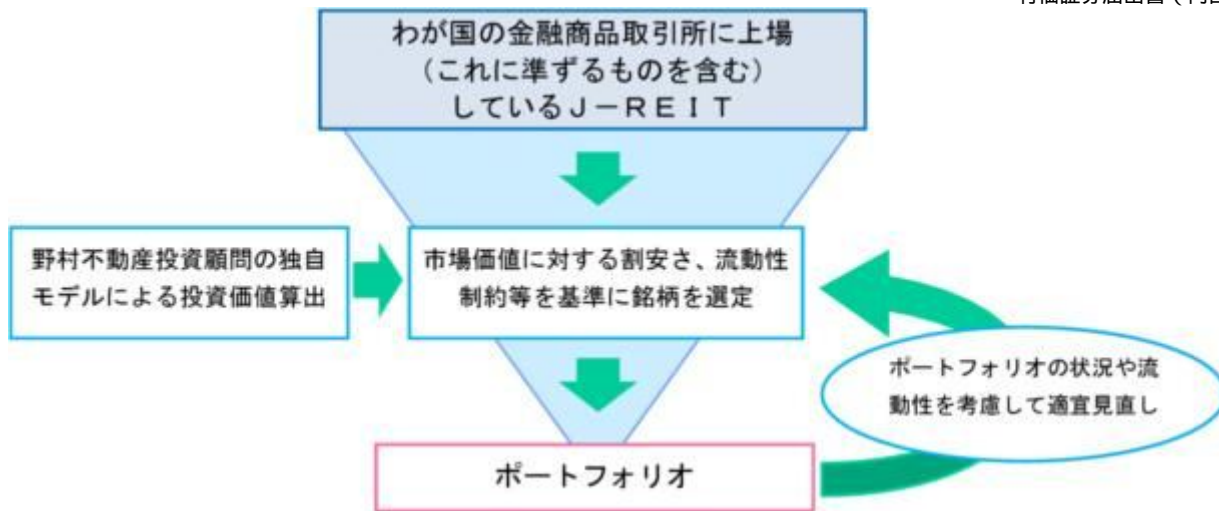 わが国の金融商品取引所に上場
（これに準ずるものを含む）
しているＪ－ＲＥＩＴ
野村不動産投資顧問の独自
モデルによる投資価値算出
市場価値に対する割安さ、流動性
制約等を基準に銘柄を選定
ポートフォリオの状況や流
動性を考慮して適宜見直し
ポートフォリオ